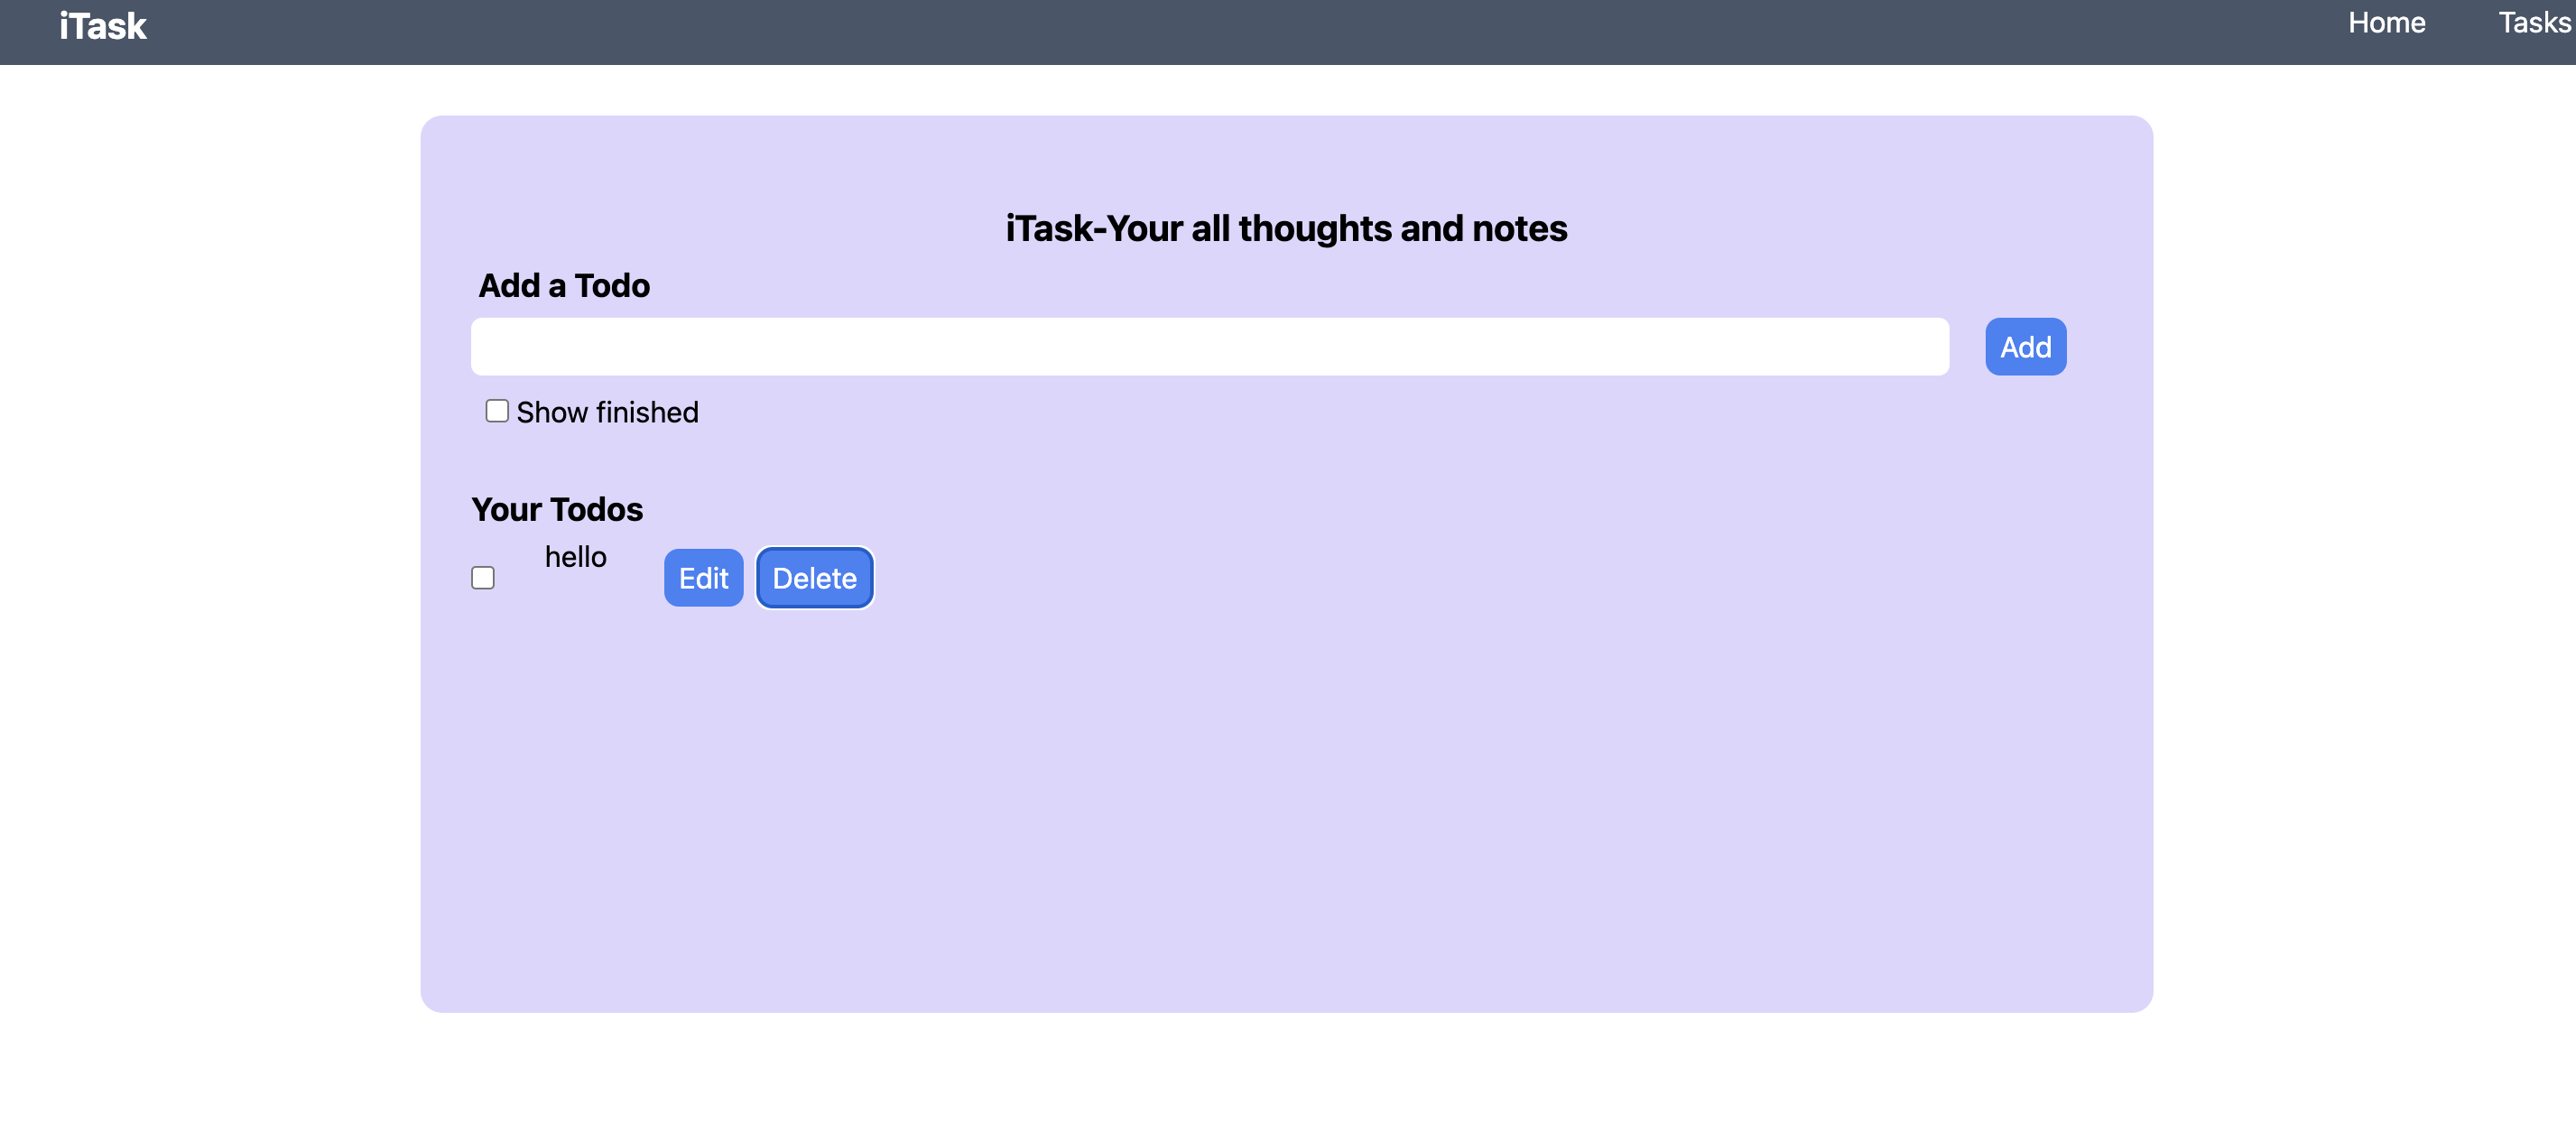 iTask
Home
Tasks
iTask-Your all thoughts and notes
Add a Todo
Add
Show finished
Your Todos
hello
Edit
Delete